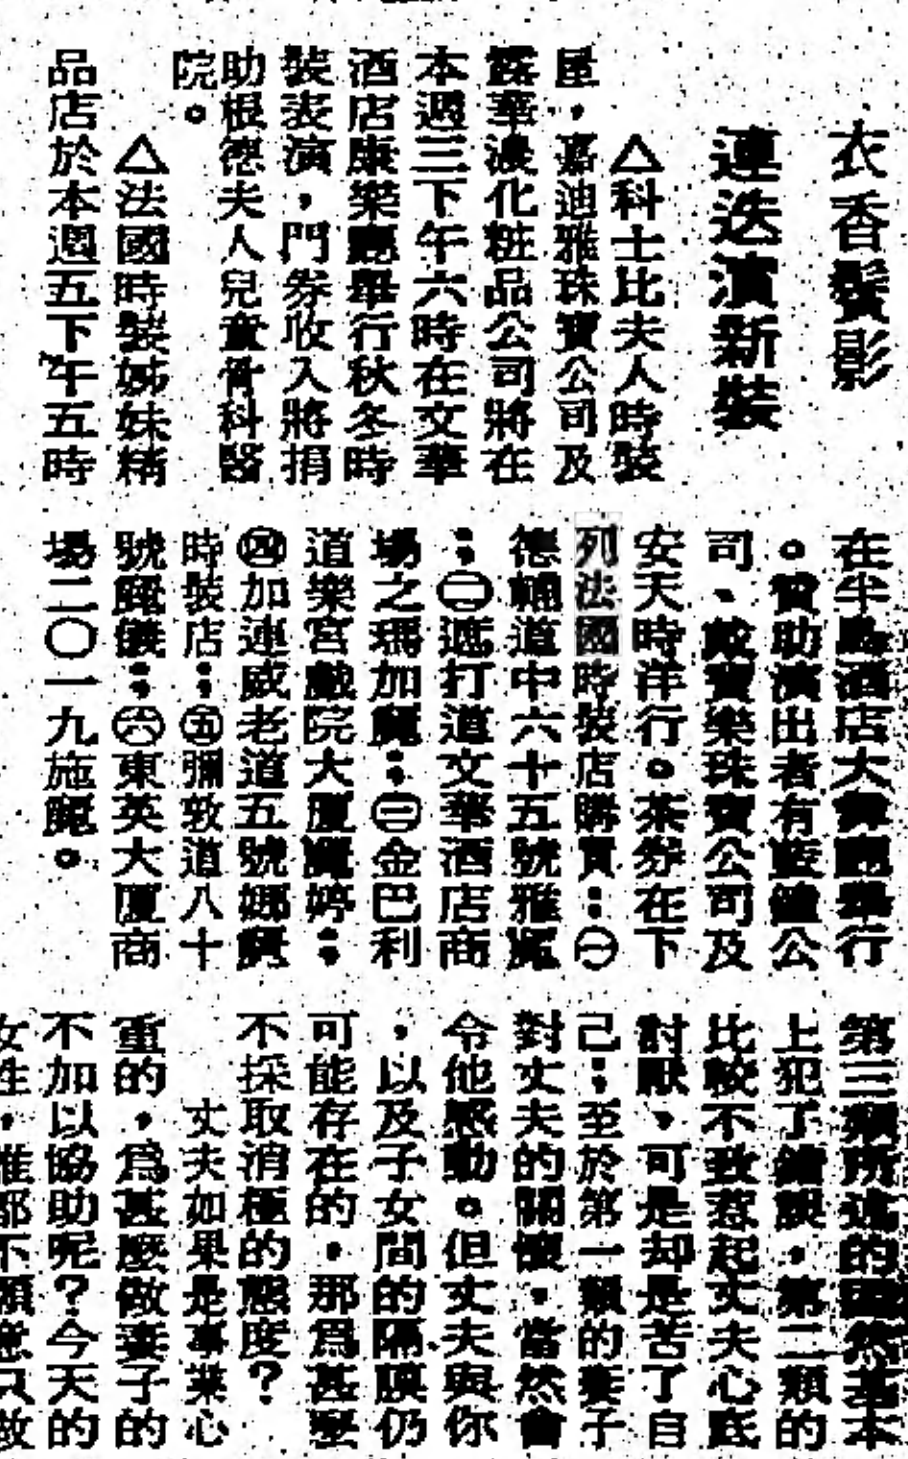 衣香鬓影
連迭演新裝
△科士比夫人時裝
屋，嘉迪雅珠寶公司及
露華濃化粧品公司將在
本週三下午六時在文華
酒店康樂廳舉行秋冬時
裝表演，門券收入將捐
助根德夫人兒童骨科醫
院。
△法國時裝姊妹精
品店於本週五下午五時
在半島酒店大舞廳舉行
。贊助演出者有藍鐘公
司、歐寶樂珠寶公司及
安天時洋行。茶券在下
列法國時裝店購買：㊀
德輔道中六十五號雅麗
；㊁遮打道文華酒店商
場之瑪加麗；㊂金巴利
道樂宮戲院大廈麗婷；
㊃加連威老道五號娜麗
時裝店；㊄彌敦道八十
號麗儂；㊅東英大廈商
場二〇一九施麗。
第三類所述的固然基本
上犯了錯誤，第二類的
比較不致惹起丈夫心底
討厭，可是却是苦了自
己；至於第一類的妻子
對丈夫的關懷，當然會
令他感動。但丈夫與你
，以及子女間的隔膜仍
可能存在的，那爲甚麼
不採取消極的態度？
丈夫如果是事業心
重的，爲甚麼做妻子的
不加以協助呢？今天的
女性，誰都不願意只做